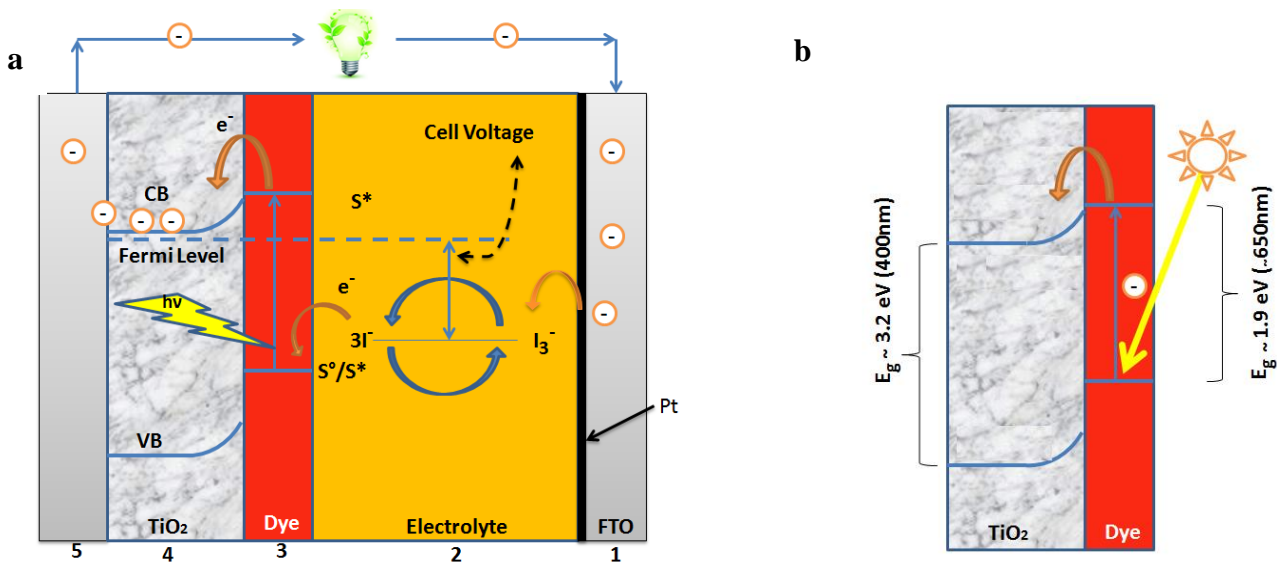 a
-
-
e⁻
Cell Voltage
-
-
CB
S*
-
-
-
-
Fermi Level
hν
e⁻
-
3I⁻
I₃⁻
S°/S*
Pt
VB
TiO₂
Dye
Electrolyte
FTO
5
4
3
2
1
b
E_g ~ 3.2 eV (400nm)
-
E_g ~ 1.9 eV (~650nm)
TiO₂
Dye